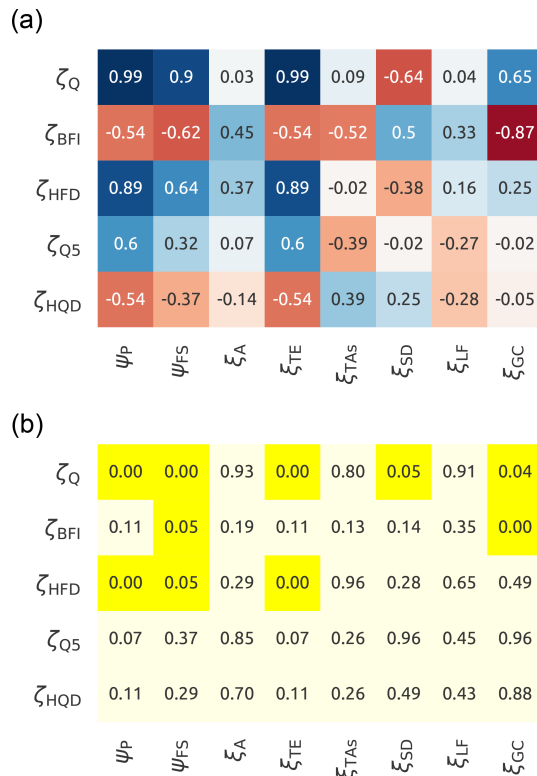 (a)
ζQ 0.99 0.9 0.03 0.99 0.09 -0.64 0.04 0.65
ζBFI -0.54 -0.62 0.45 -0.54 -0.52 0.5 0.33 -0.87
ζHFD 0.89 0.64 0.37 0.89 -0.02 -0.38 0.16 0.25
ζQ5 0.6 0.32 0.07 0.6 -0.39 -0.02 -0.27 -0.02
ζHQD -0.54 -0.37 -0.14 -0.54 0.39 0.25 -0.28 -0.05
ψP ψFS ξA ξTE ξTAs ξSD ξLF ξGC
(b)
ζQ 0.00 0.00 0.93 0.00 0.80 0.05 0.91 0.04
ζBFI 0.11 0.05 0.19 0.11 0.13 0.14 0.35 0.00
ζHFD 0.00 0.05 0.29 0.00 0.96 0.28 0.65 0.49
ζQ5 0.07 0.37 0.85 0.07 0.26 0.96 0.45 0.96
ζHQD 0.11 0.29 0.70 0.11 0.26 0.49 0.43 0.88
ψP ψFS ξA ξTE ξTAs ξSD ξLF ξGC